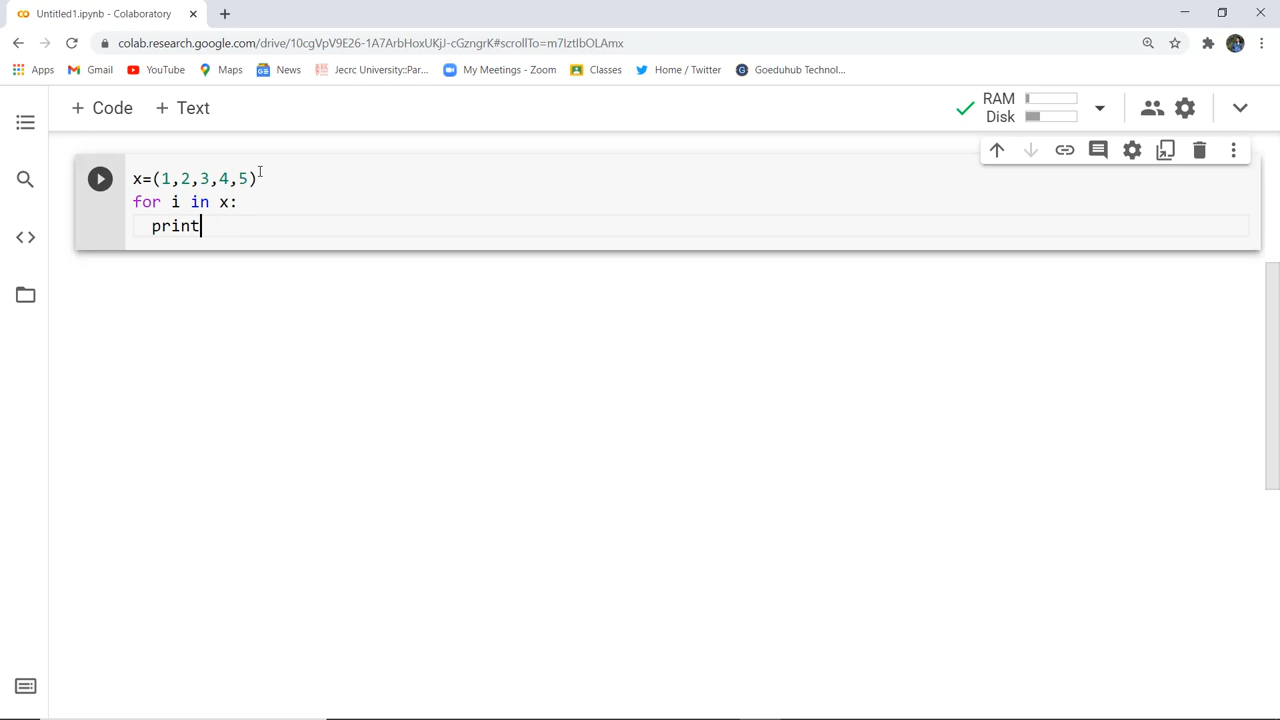 Untitled1.ipynb - Colaboratory
colab.research.google.com/drive/10cgVpV9E26-1A7ArbHoxUKjJ-cGzngrK#scrollTo=m7IztIbOLAmx
Apps Gmail YouTube Maps News Jecrc University::Par... My Meetings - Zoom Classes Home / Twitter Goeduhub Technol...
+ Code + Text
RAM
Disk
x=(1,2,3,4,5)
for i in x:
  print